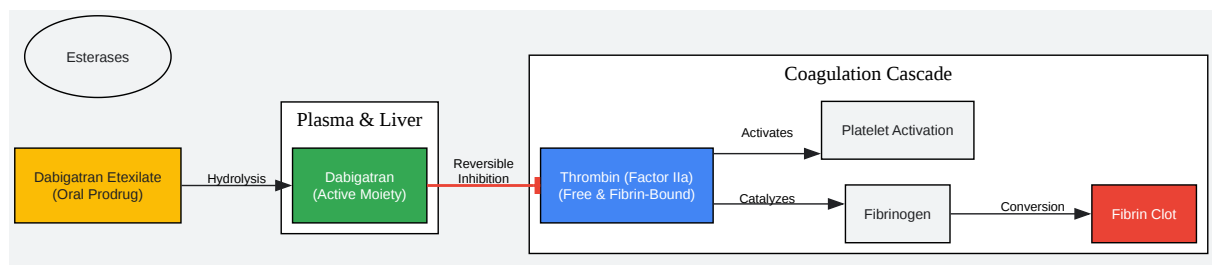 Esterases
Dabigatran Etexilate
(Oral Prodrug)
Hydrolysis
Plasma & Liver
Dabigatran
(Active Moiety)
Reversible
Inhibition
Coagulation Cascade
Thrombin (Factor IIa)
(Free & Fibrin-Bound)
Activates
Platelet Activation
Catalyzes
Fibrinogen
Conversion
Fibrin Clot